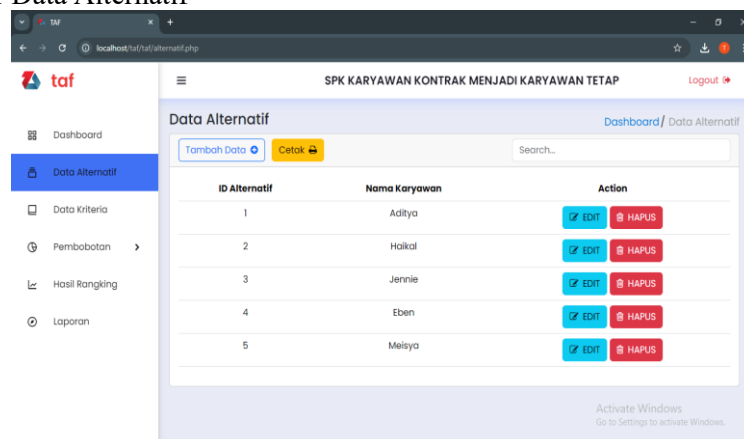 Data Alternatif
TAF
localhost/taf/taf/alternatif.php
taf
SPK KARYAWAN KONTRAK MENJADI KARYAWAN TETAP
Logout
Dashboard
Data Alternatif
Data Kriteria
Pembobotan
Hasil Rangking
Laporan
Data Alternatif
Dashboard / Data Alternatif
Tambah Data
Cetak
Search...
ID Alternatif Nama Karyawan Action
1 Aditya EDIT HAPUS
2 Haikal EDIT HAPUS
3 Jennie EDIT HAPUS
4 Eben EDIT HAPUS
5 Meisya EDIT HAPUS
Activate Windows
Go to Settings to activate Windows.